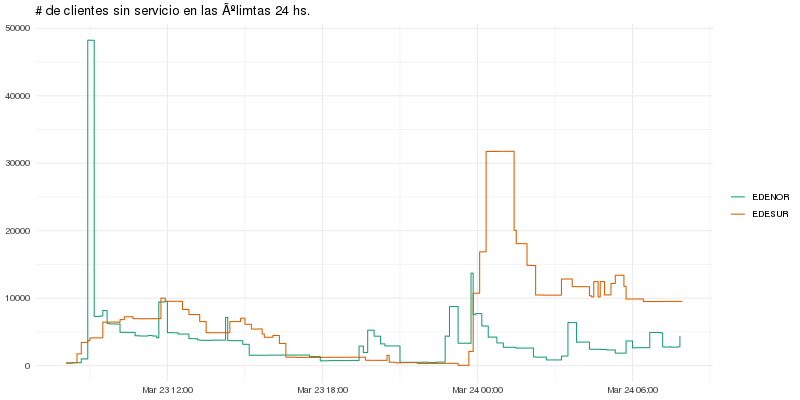 # de clientes sin servicio en las Ãºlimtas 24 hs.
50000
40000
30000
20000
10000
0
Mar 23 12:00
Mar 23 18:00
Mar 24 00:00
Mar 24 06:00
EDENOR
EDESUR